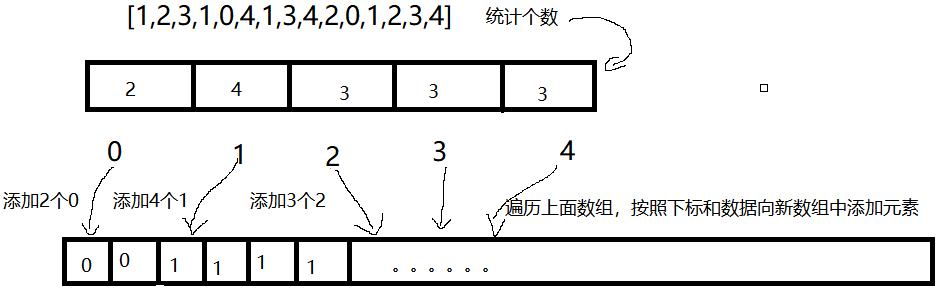 [1,2,3,1,0,4,1,3,4,2,0,1,2,3,4]
统计个数
2 4 3 3 3
0 1 2 3 4
添加2个0 添加4个1 添加3个2
遍历上面数组，按照下标和数据向新数组中添加元素
0 0 1 1 1 1 。。。。。。